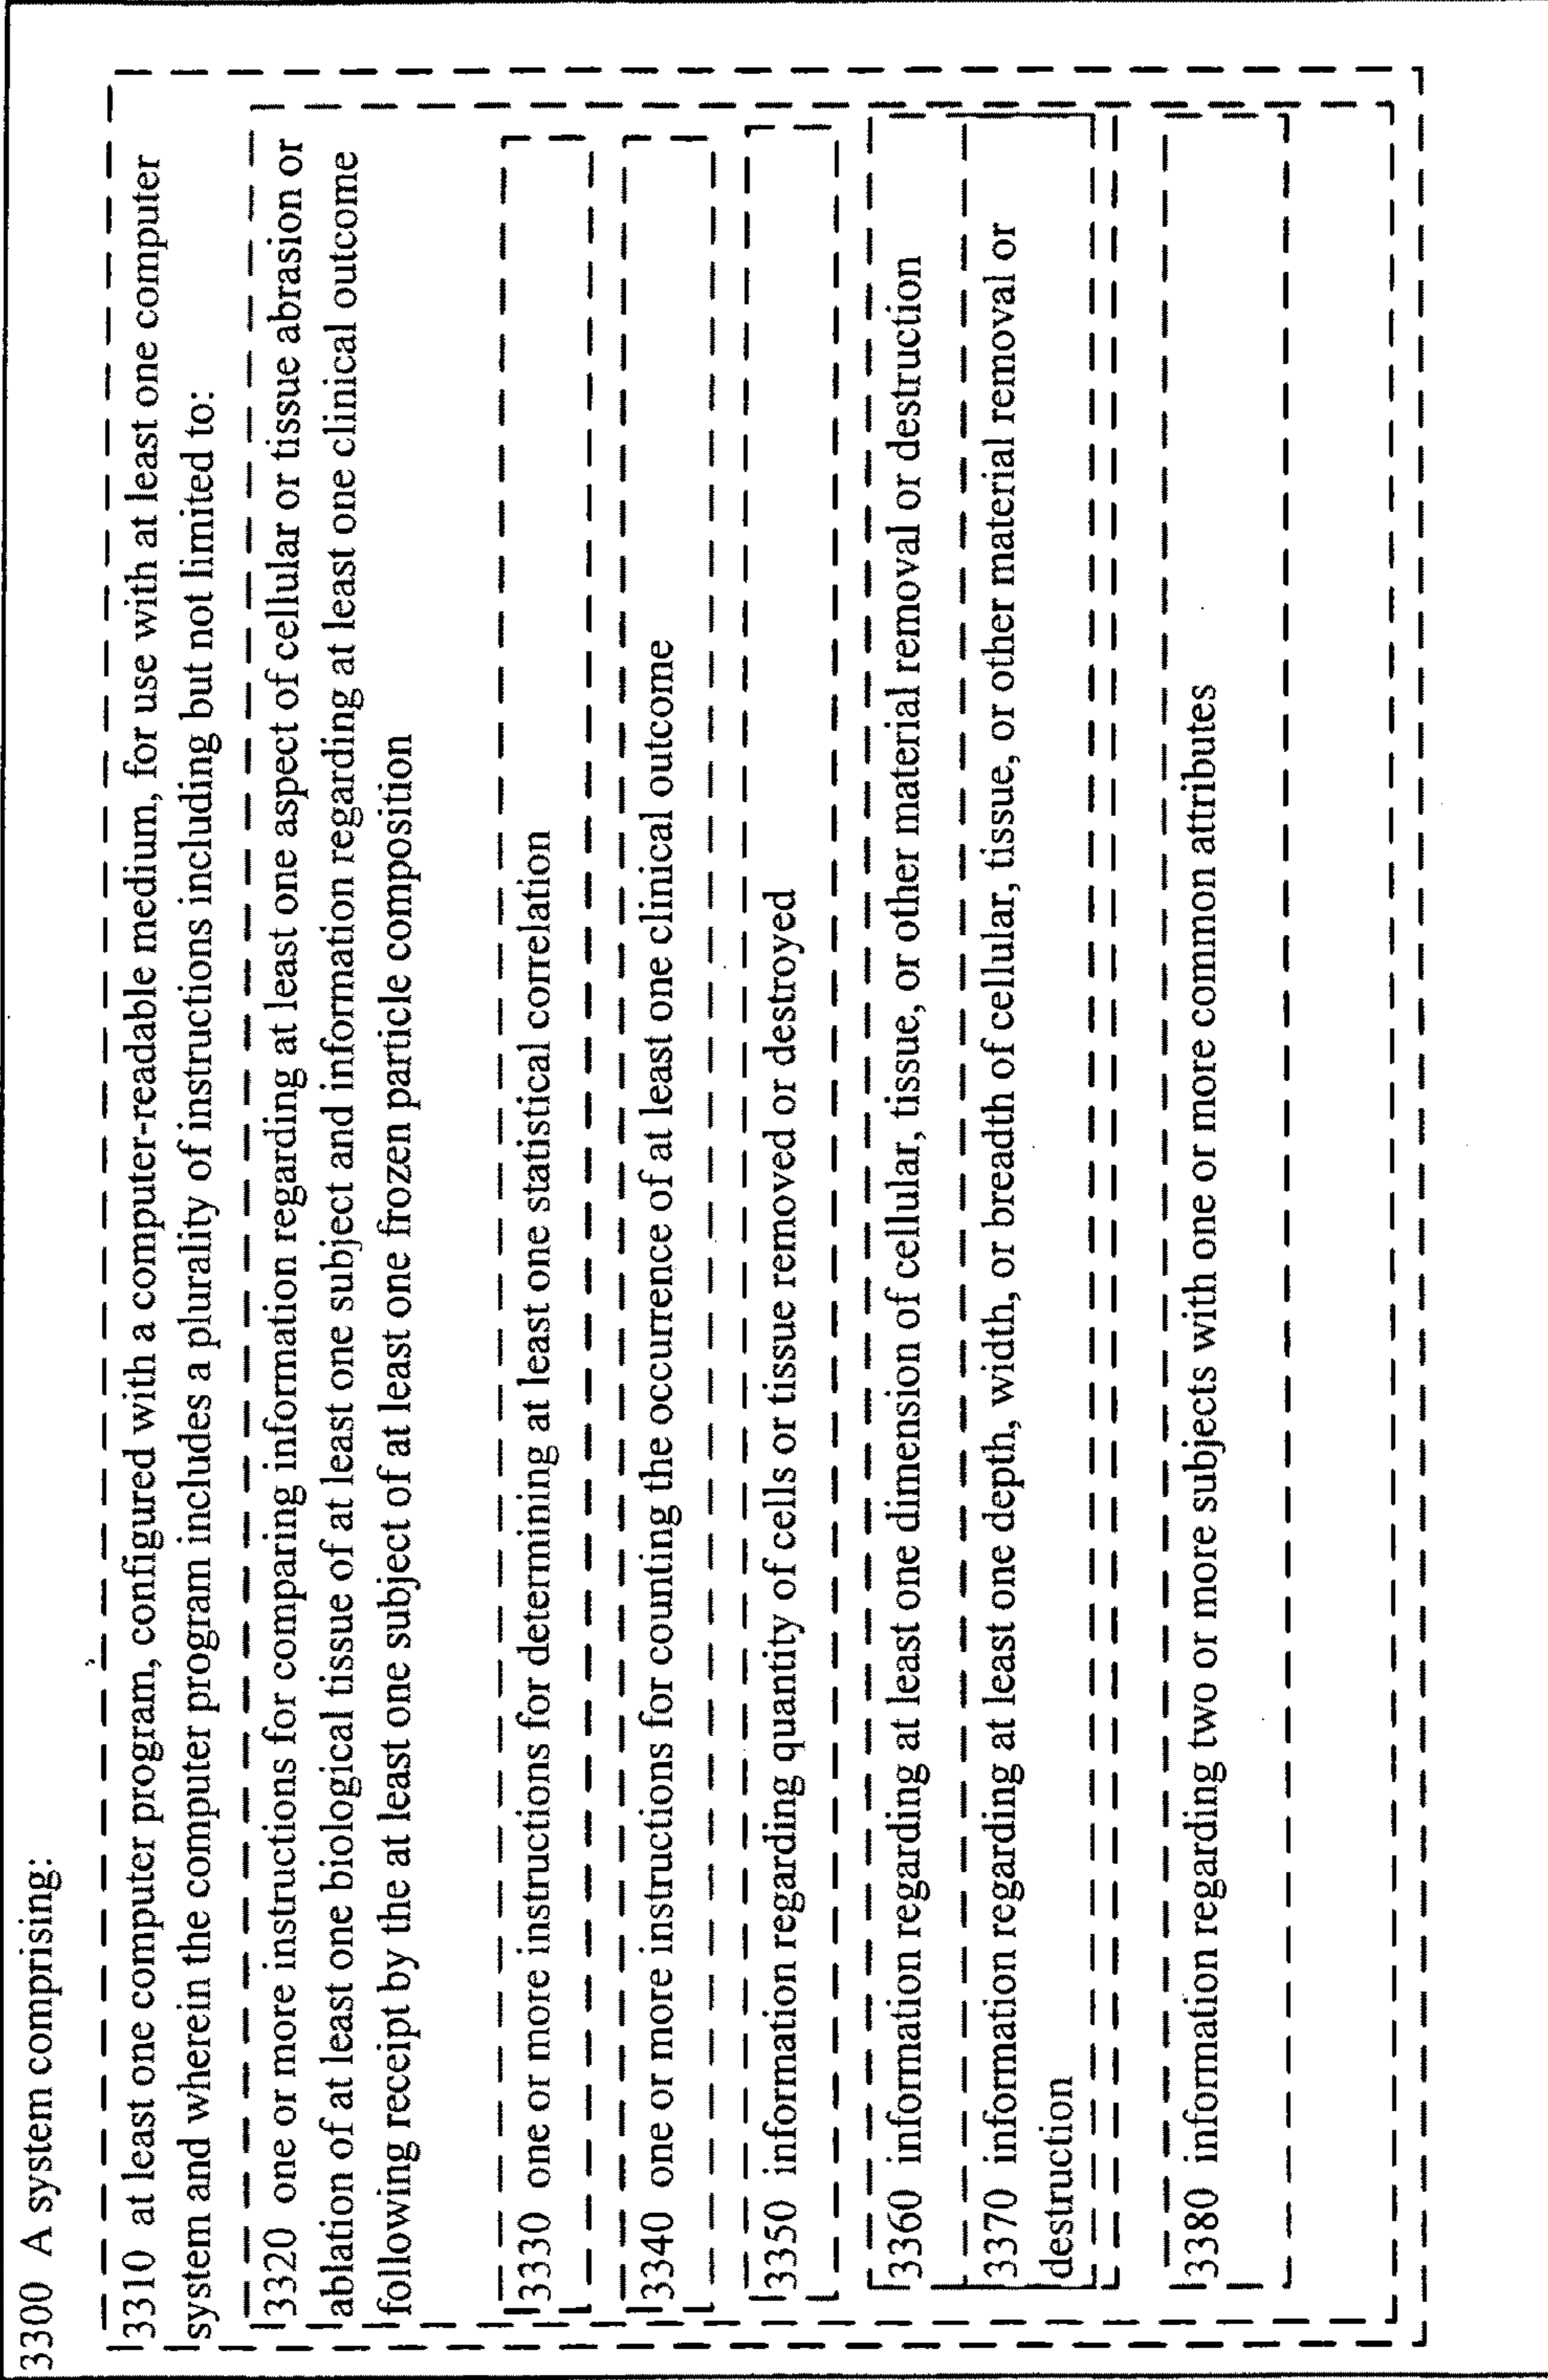 3300 A system comprising:
3310 at least one computer program, configured with a computer-readable medium, for use with at least one computer
system and wherein the computer program includes a plurality of instructions including but not limited to:
3320 one or more instructions for comparing information regarding at least one aspect of cellular or tissue abrasion or
ablation of at least one biological tissue of at least one subject and information regarding at least one clinical outcome
following receipt by the at least one subject of at least one frozen particle composition
3330 one or more instructions for determining at least one statistical correlation
3340 one or more instructions for counting the occurrence of at least one clinical outcome
3350 information regarding quantity of cells or tissue removed or destroyed
3360 information regarding at least one dimension of cellular, tissue, or other material removal or destruction
3370 information regarding at least one depth, width, or breadth of cellular, tissue, or other material removal or
destruction
3380 information regarding two or more subjects with one or more common attributes